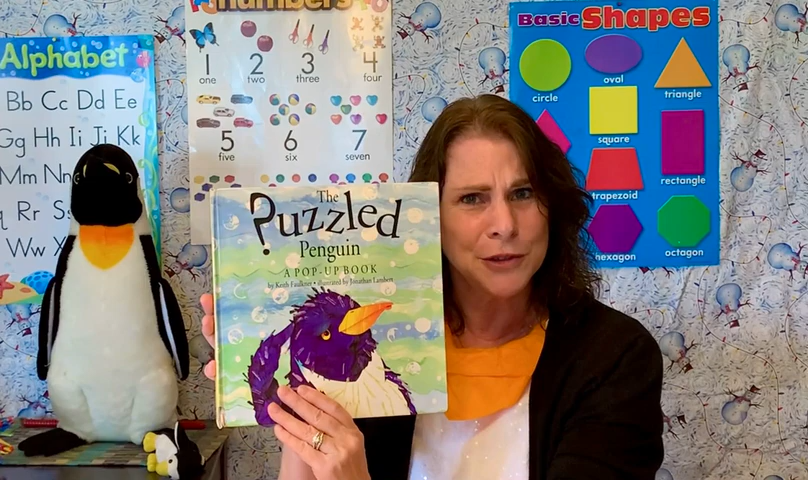 Alphabet
Bb Cc Dd Ee
Gg Hh Ii Jj Kk
Mm Nn
Rr Ss
Ww X
numbers
1 2 3 4
one two three four
5 6 7
five six seven
Basic Shapes
circle
oval
triangle
square
rectangle
trapezoid
hexagon
octagon
The
Puzzled
Penguin
A POP-UP BOOK
by Keith Faulkner • illustrated by Jonathan Lambert